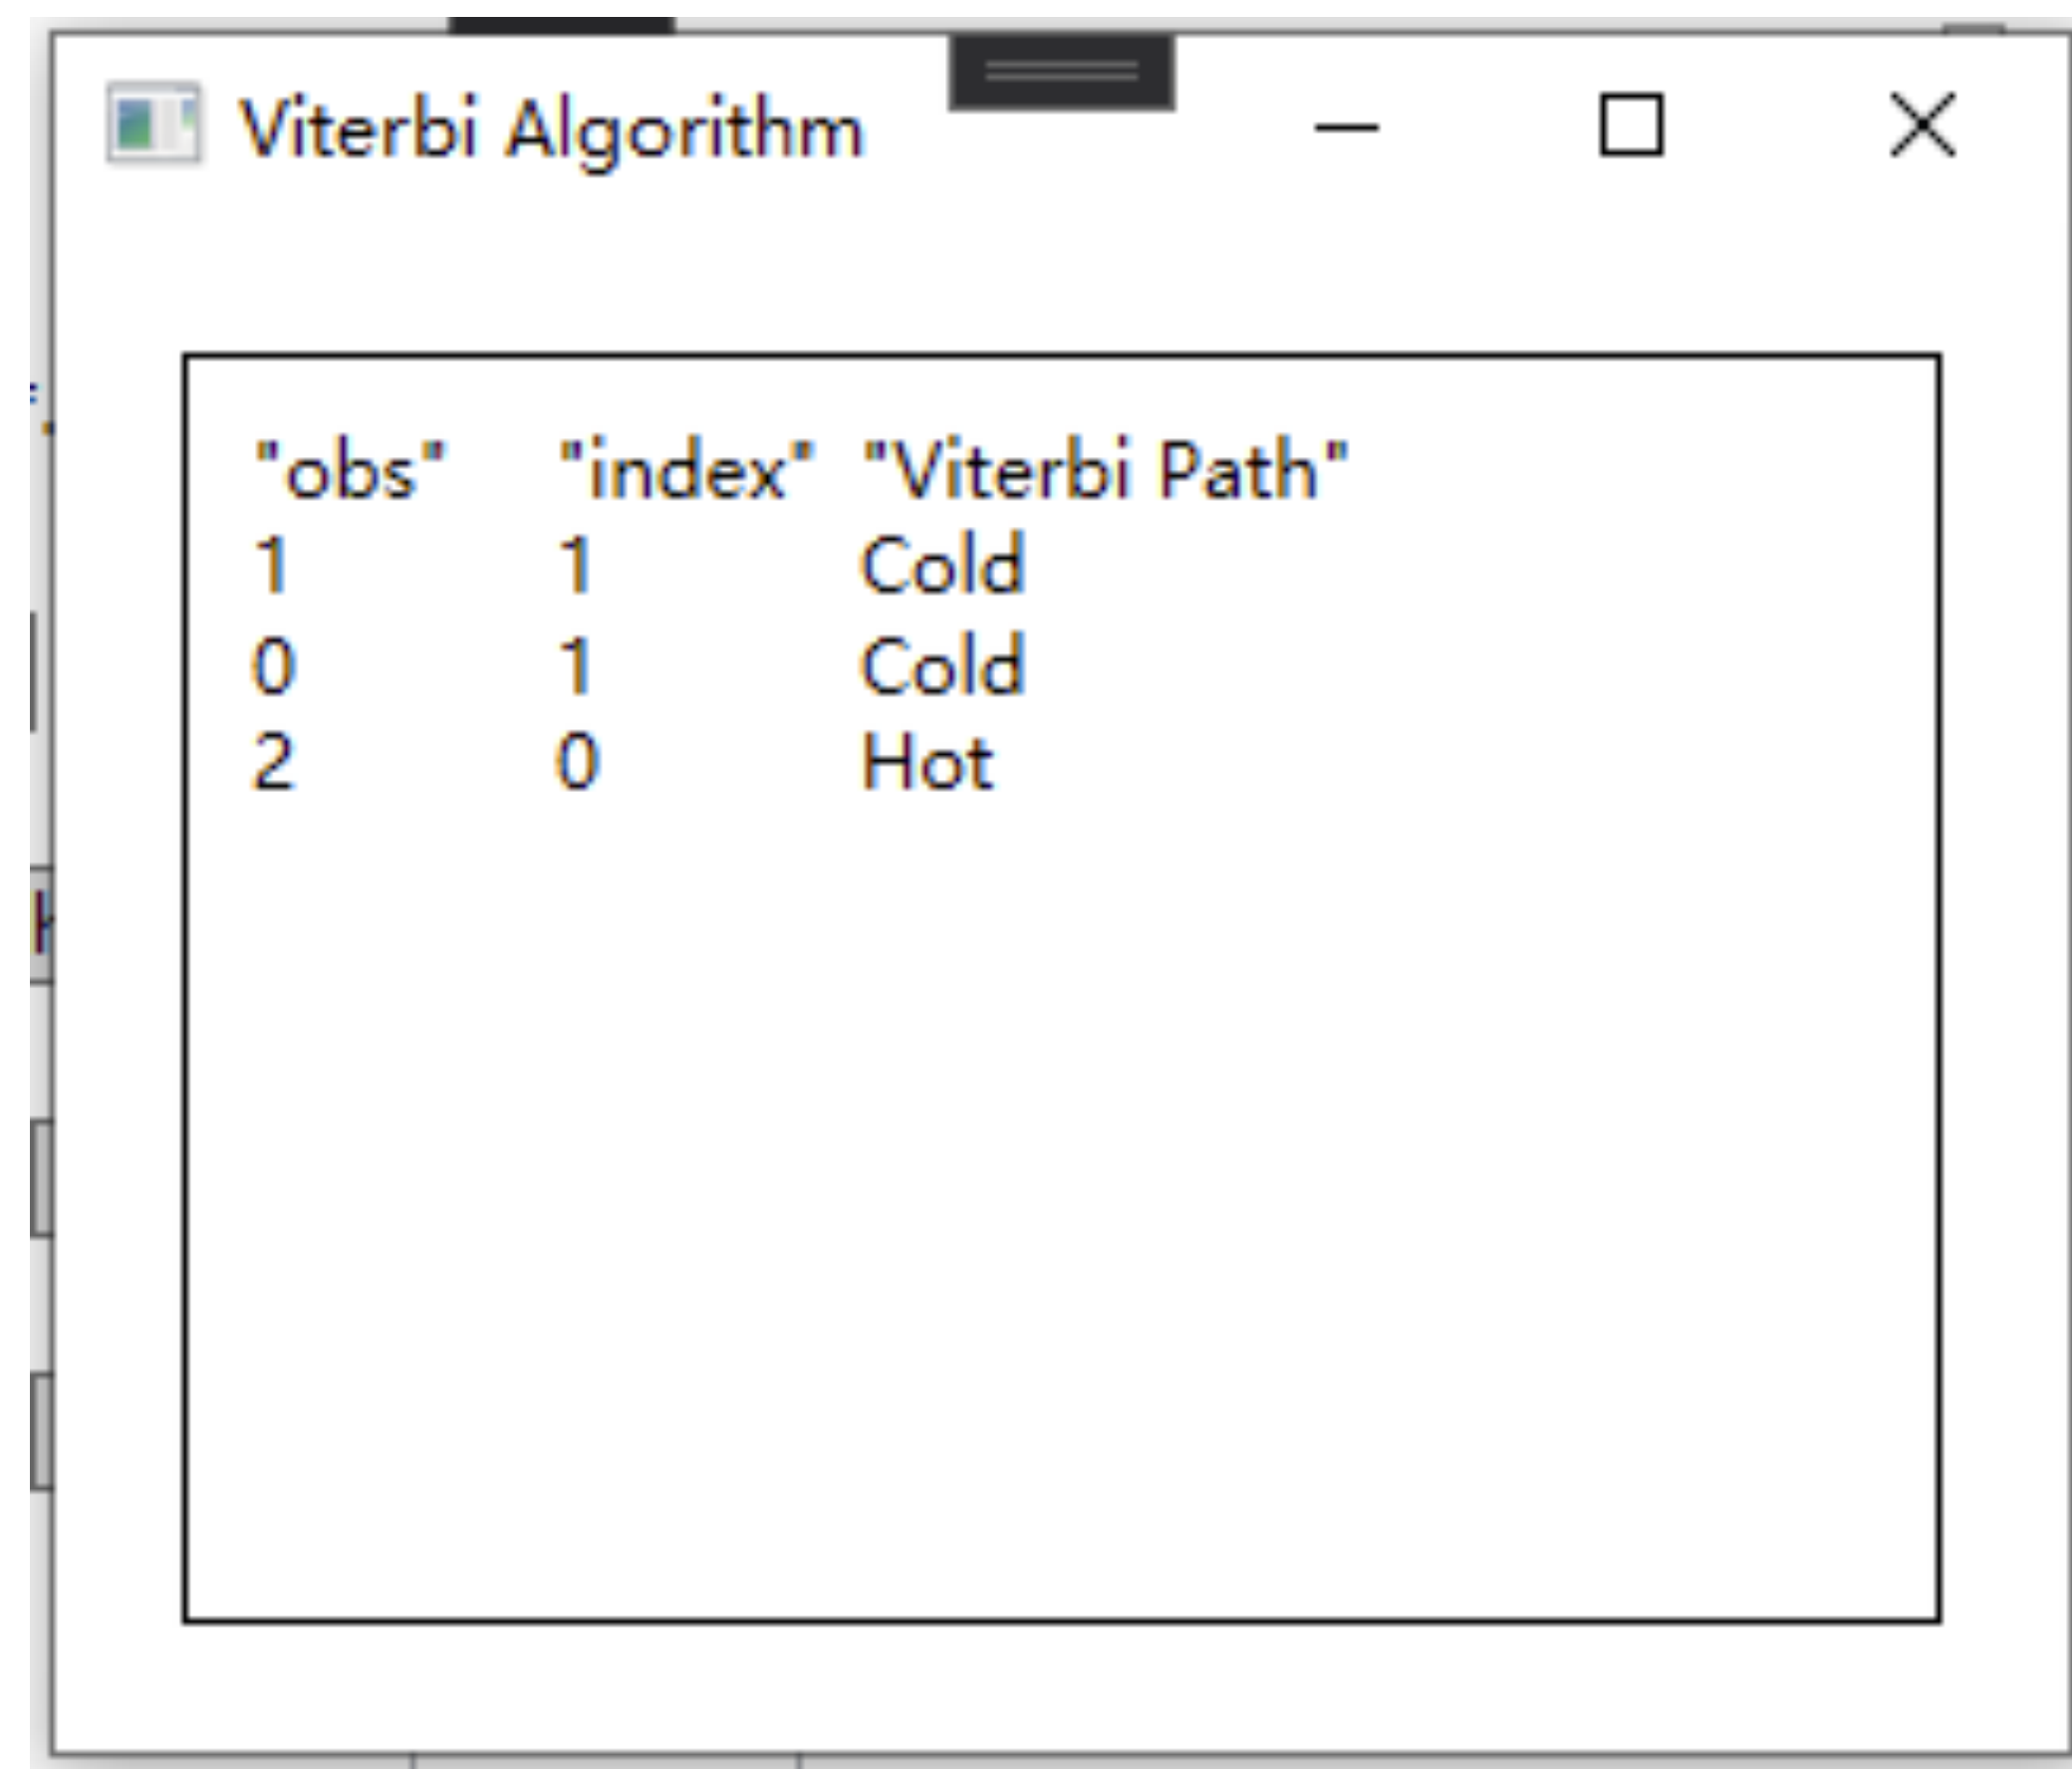 Viterbi Algorithm
"obs" "index" "Viterbi Path"
1 1 Cold
0 1 Cold
2 0 Hot